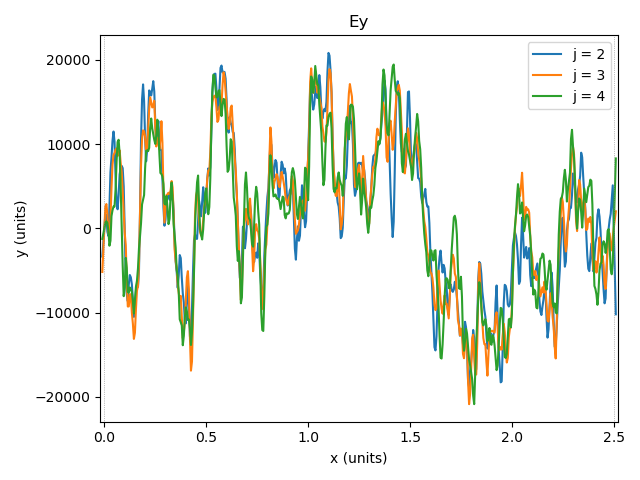 Ey
j = 2
j = 3
j = 4
20000
10000
0
−10000
−20000
y (units)
0.0 0.5 1.0 1.5 2.0 2.5
x (units)